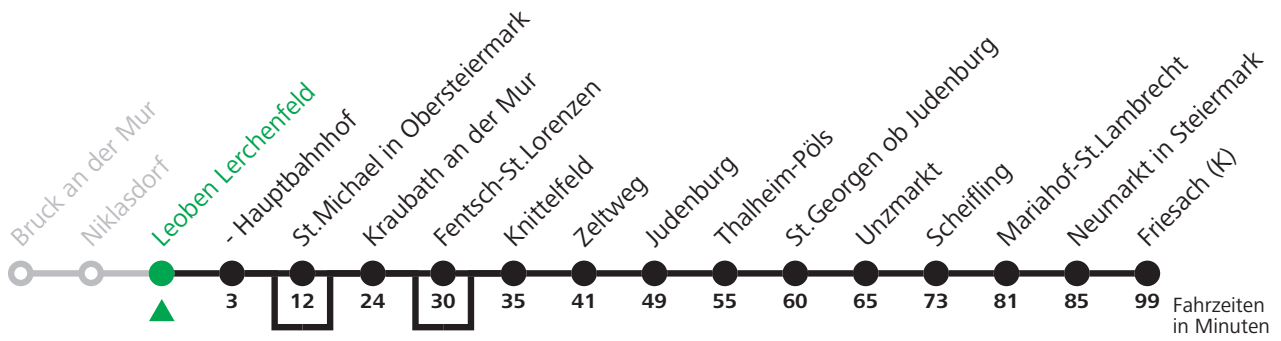 Bruck an der Mur
Niklasdorf
Leoben Lerchenfeld
- Hauptbahnhof
St.Michael in Obersteiermark
Kraubath an der Mur
Fentsch-St.Lorenzen
Knittelfeld
Zeltweg
Judenburg
Thalheim-Pöls
St.Georgen ob Judenburg
Unzmarkt
Scheifling
Mariahof-St.Lambrecht
Neumarkt in Steiermark
Friesach (K)
3 12 24 30 35 41 49 55 60 65 73 81 85 99
Fahrzeiten
in Minuten